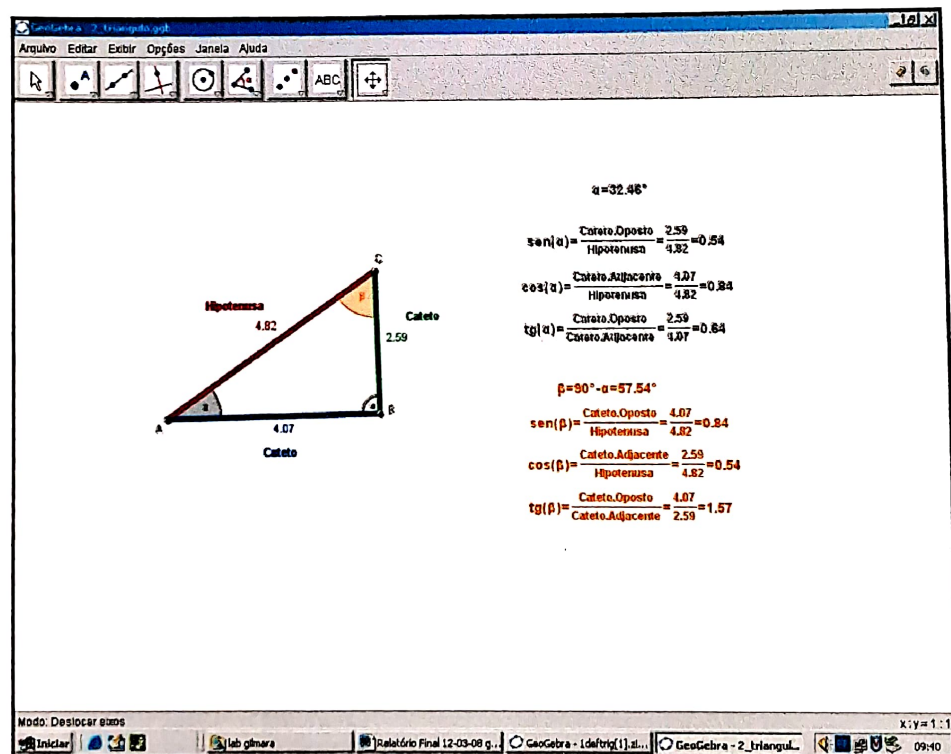 GeoGebra - 2_triangulo.ggb
Arquivo Editar Exibir Opções Janela Ajuda
A
ABC
α=32.46°
sen(α)=Cateto.Oposto/Hipotenusa=2.59/4.82=0.54
cos(α)=Cateto.Adjacente/Hipotenusa=4.07/4.82=0.84
tg(α)=Cateto.Oposto/Cateto.Adjacente=2.59/4.07=0.64
C
Hipotenusa
4.82
β
Cateto
2.59
A
α
B
4.07
Cateto
β=90°-α=57.54°
sen(β)=Cateto.Oposto/Hipotenusa=4.07/4.82=0.84
cos(β)=Cateto.Adjacente/Hipotenusa=2.59/4.82=0.54
tg(β)=Cateto.Oposto/Cateto.Adjacente=4.07/2.59=1.57
Modo: Deslocar eixos
x : y = 1 : 1
Iniciar
lab gilmara
Relatório Final 12-03-08 g...
GeoGebra - 1deftrig[1].zi...
GeoGebra - 2_triangul...
09:40